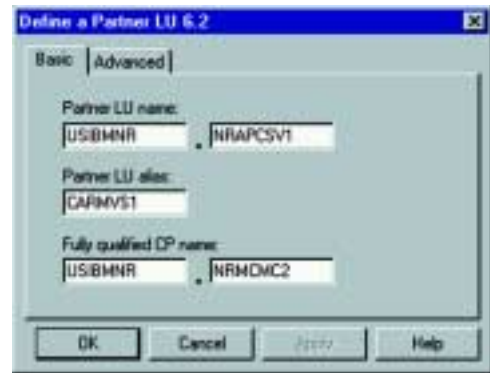 Define a Partner LU 6.2
Basic Advanced
Partner LU name:
USIBMNR . NRAPCSV1
Partner LU alias:
CARMVS1
Fully qualified CP name:
USIBMNR . NRMCMC2
OK Cancel Apply Help